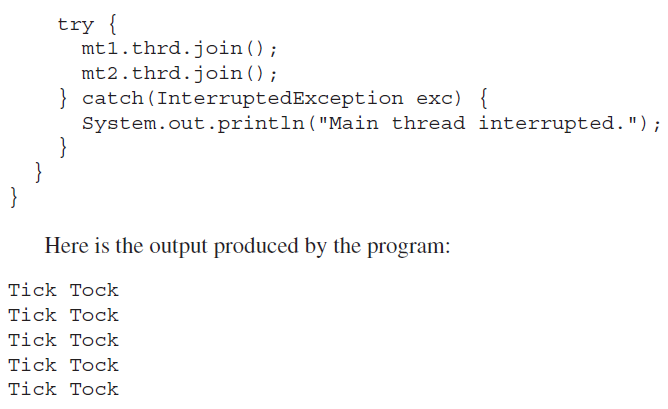 try {
mt1.thrd.join();
mt2.thrd.join();
} catch(InterruptedException exc) {
System.out.println("Main thread interrupted.");
}
}
}
Here is the output produced by the program:
Tick Tock
Tick Tock
Tick Tock
Tick Tock
Tick Tock